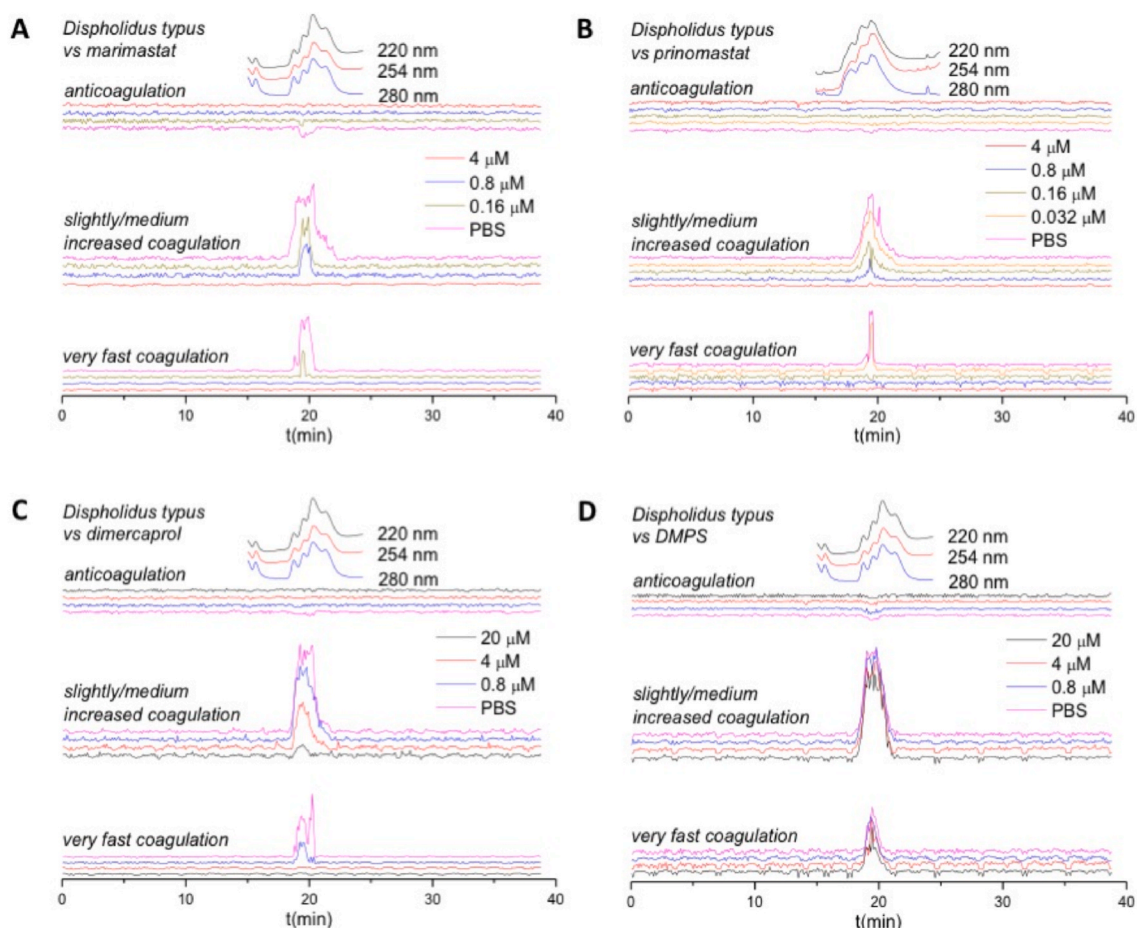 A
Dispholidus typus
vs marimastat
220 nm
254 nm
280 nm
anticoagulation
4 μM
0.8 μM
0.16 μM
PBS
slightly/medium
increased coagulation
very fast coagulation
0 10 20 30 40
t(min)
B
Dispholidus typus
vs prinomastat
220 nm
254 nm
280 nm
anticoagulation
4 μM
0.8 μM
0.16 μM
0.032 μM
PBS
slightly/medium
increased coagulation
very fast coagulation
0 10 20 30 40
t(min)
C
Dispholidus typus
vs dimercaprol
220 nm
254 nm
280 nm
anticoagulation
20 μM
4 μM
0.8 μM
PBS
slightly/medium
increased coagulation
very fast coagulation
0 10 20 30 40
t(min)
D
Dispholidus typus
vs DMPS
220 nm
254 nm
280 nm
anticoagulation
20 μM
4 μM
0.8 μM
PBS
slightly/medium
increased coagulation
very fast coagulation
0 10 20 30 40
t(min)